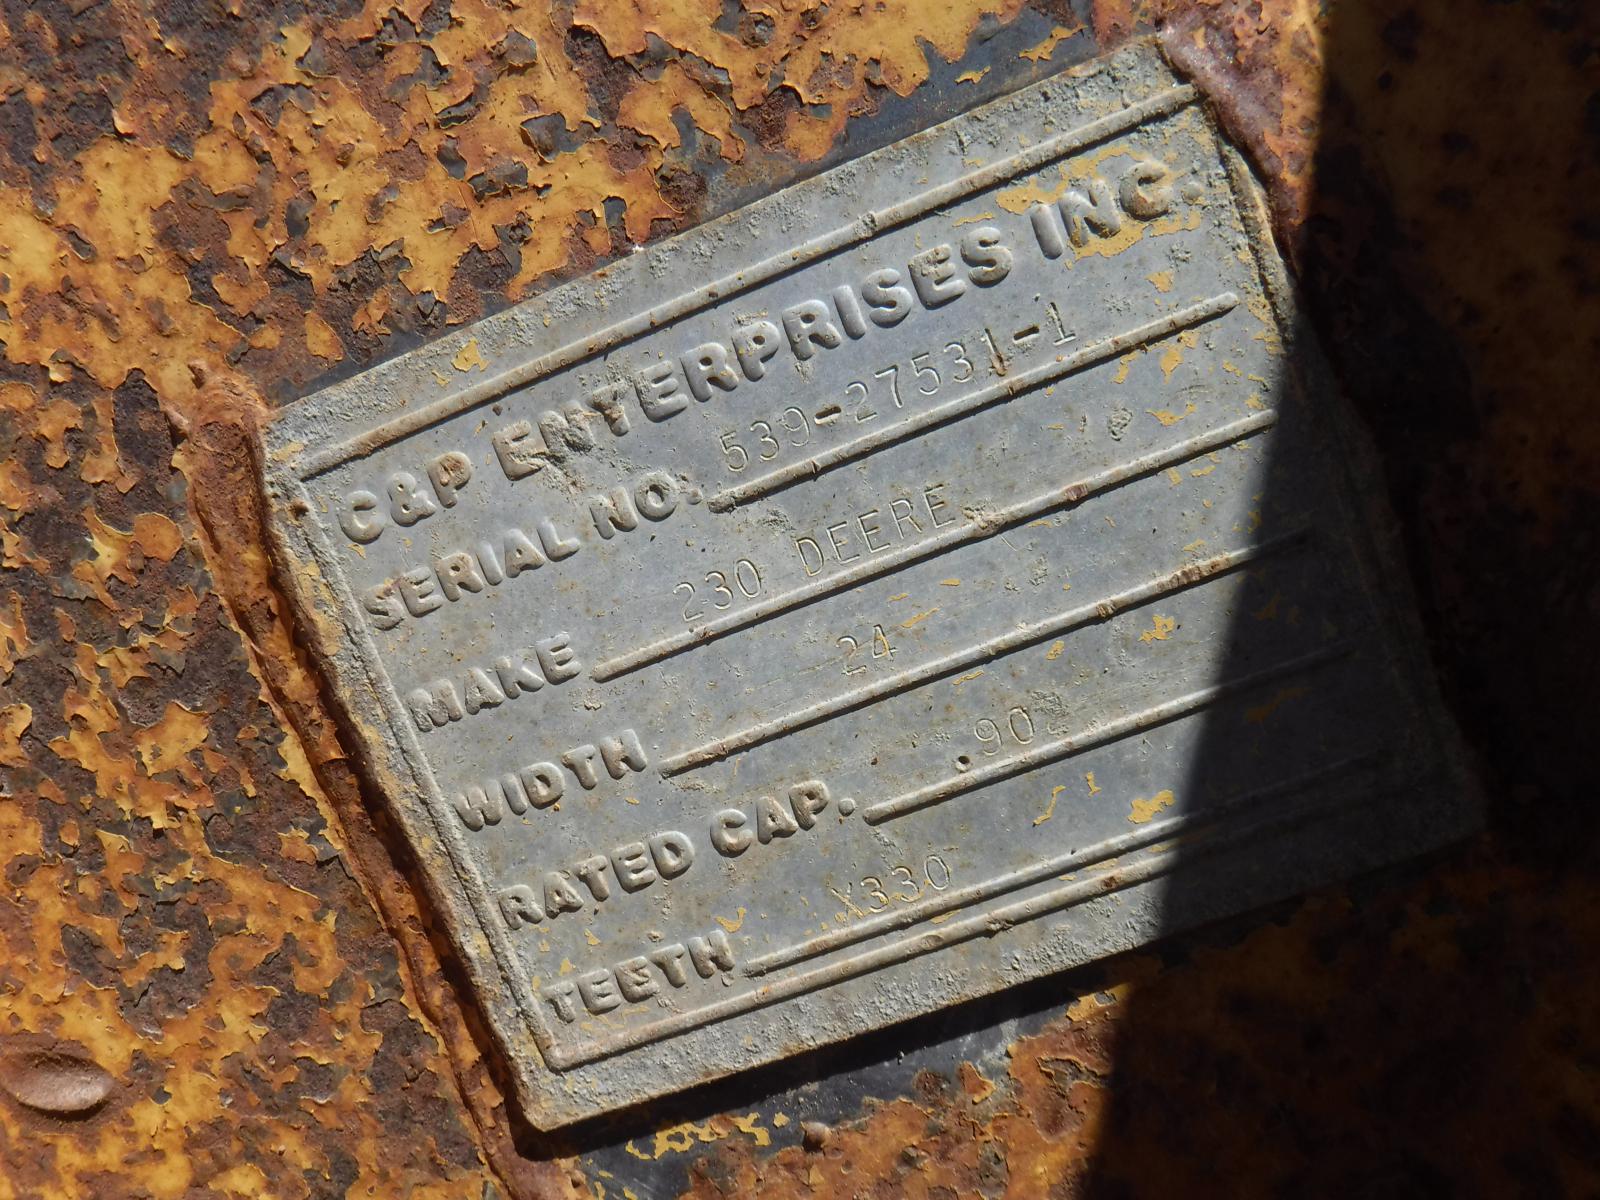 C&P ENTERPRISES INC.
SERIAL NO. 539-27531-1
MAKE 230 DEERE
WIDTH 24
RATED CAP. .90
TEETH X330